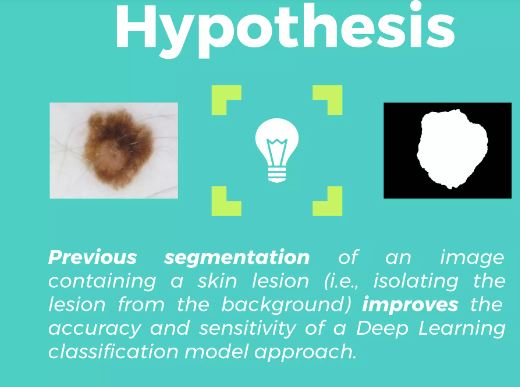 Hypothesis
Previous segmentation of an image
containing a skin lesion (i.e., isolating the
lesion from the background) improves the
accuracy and sensitivity of a Deep Learning
classification model approach.